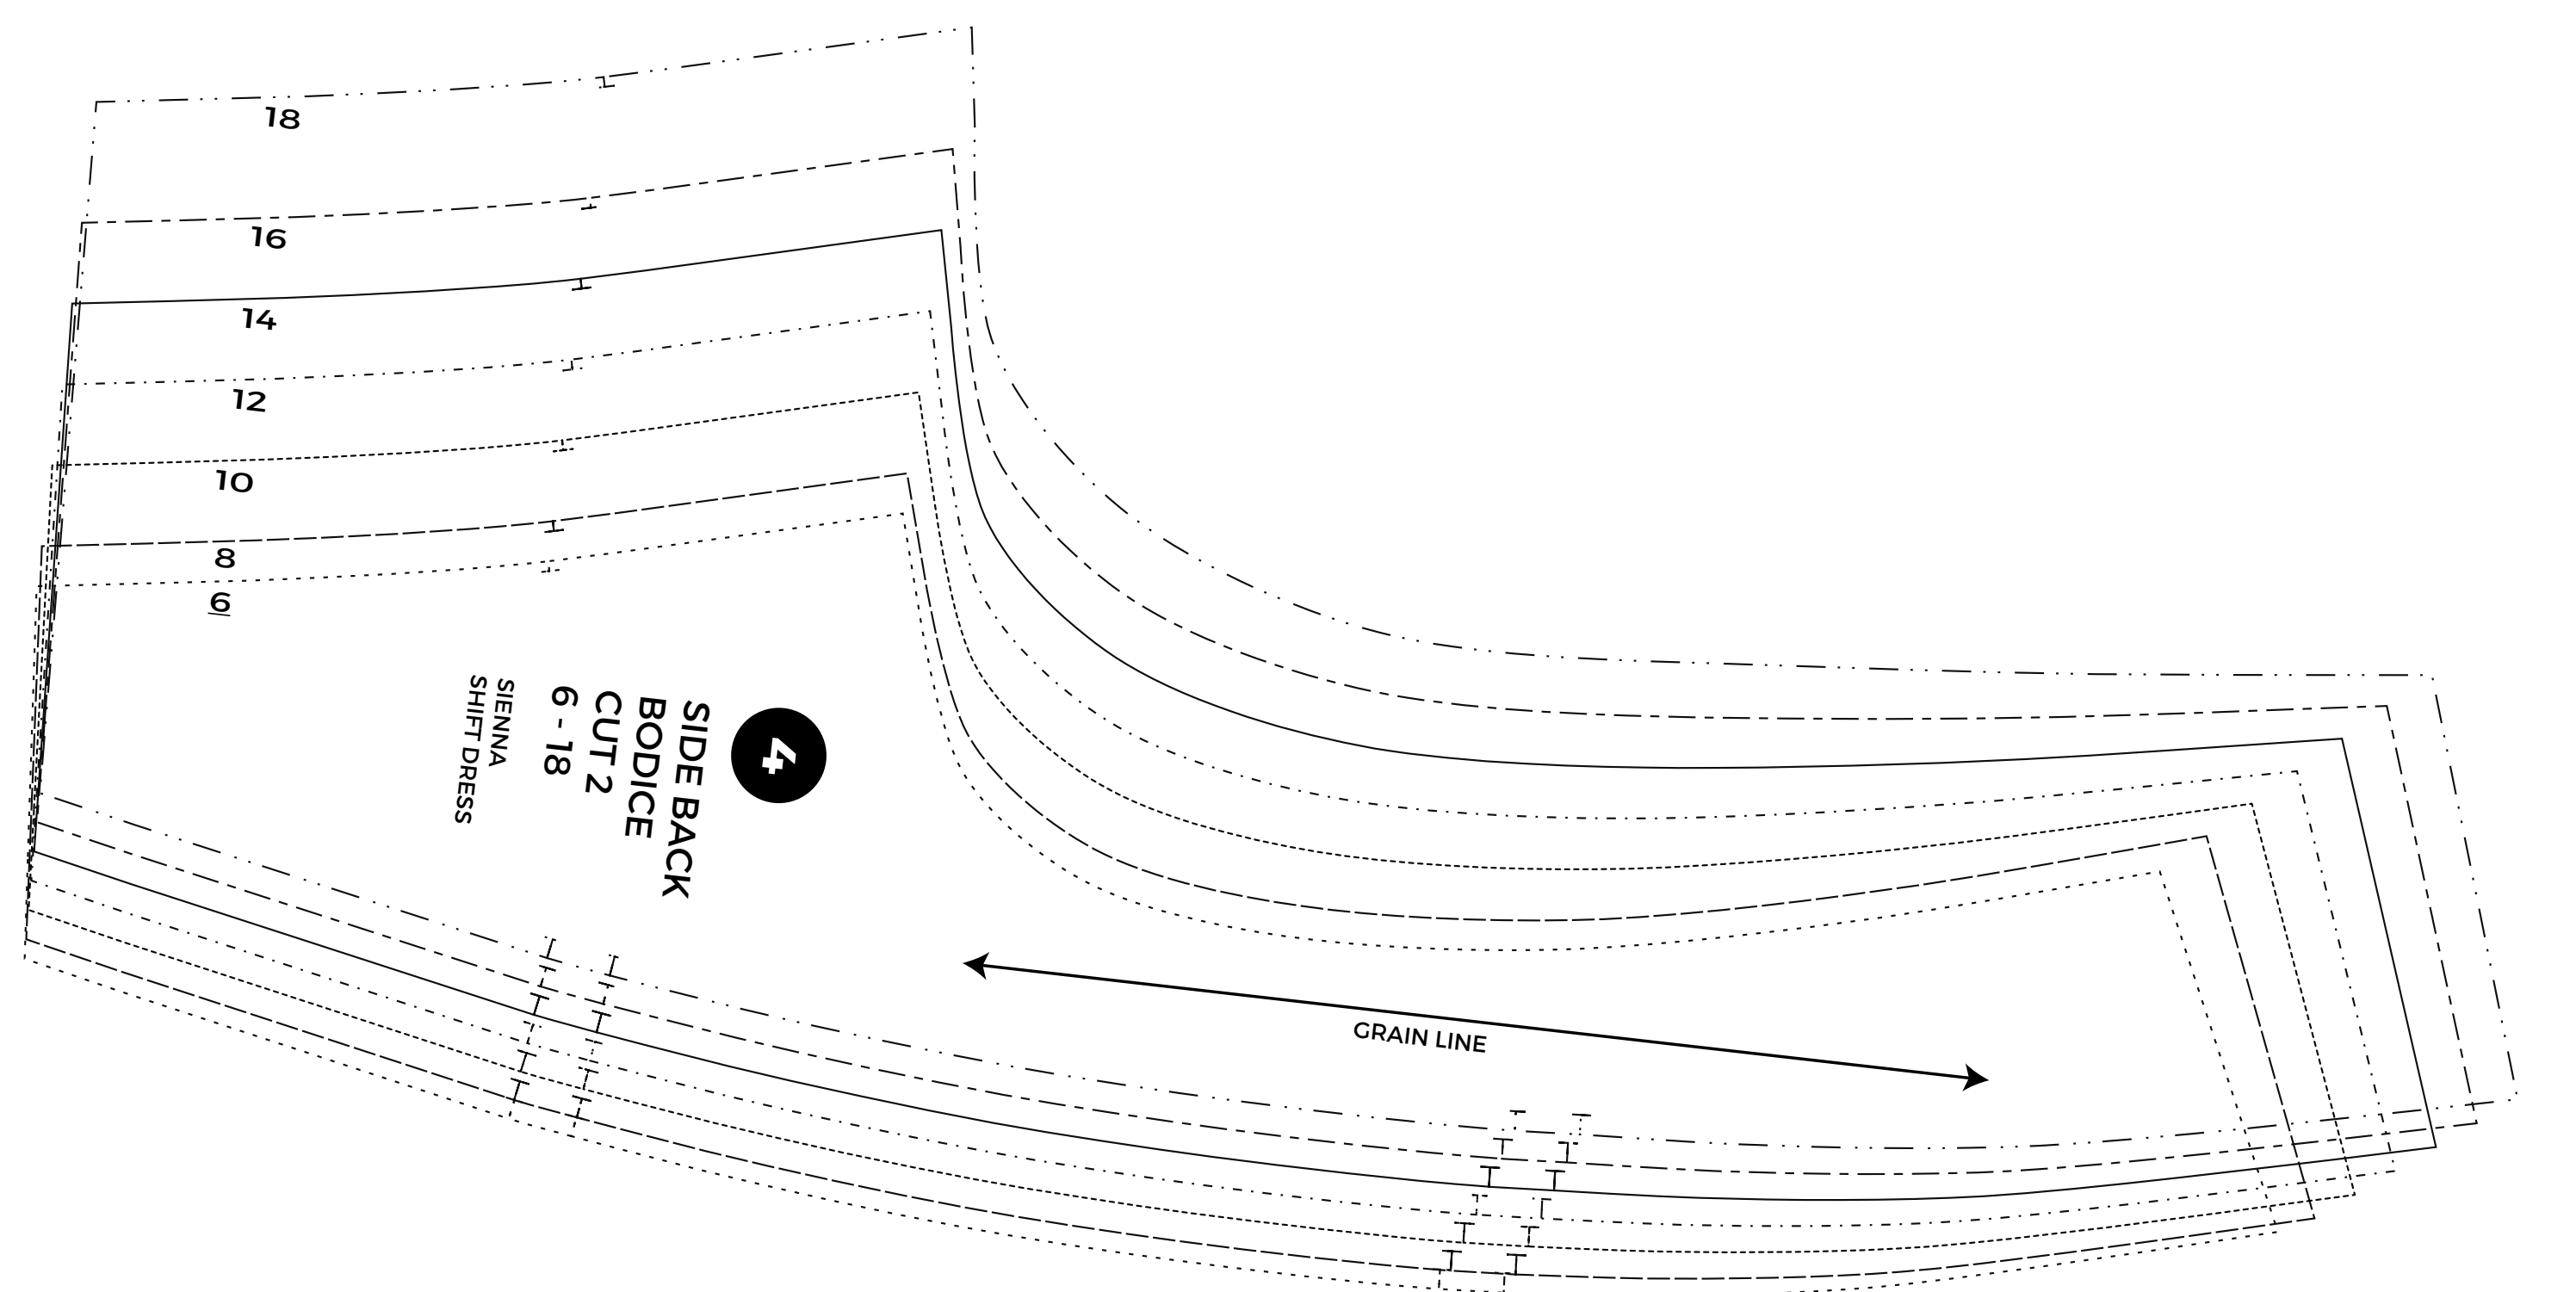 18
16
14
12
10
8
6
4
SIDE BACK
BODICE
CUT 2
6 - 18
SIENNA
SHIFT DRESS
GRAIN LINE